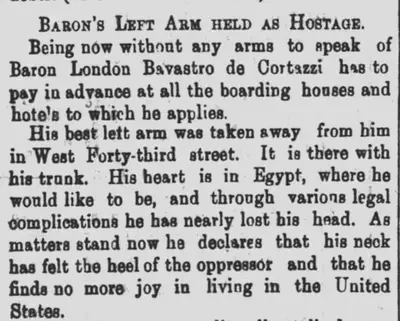 BARON'S LEFT ARM HELD AS HOSTAGE.
Being now without any arms to speak of
Baron London Bavastro de Cortazzi has to
pay in advance at all the boarding houses and
hote's to which he applies.
His best left arm was taken away from him
in West Forty-third street. It is there with
his trunk. His heart is in Egypt, where he
would like to be, and through various legal
complications he has nearly lost his head. As
matters stand now he declares that his neck
has felt the heel of the oppressor and that he
finds no more joy in living in the United
States.